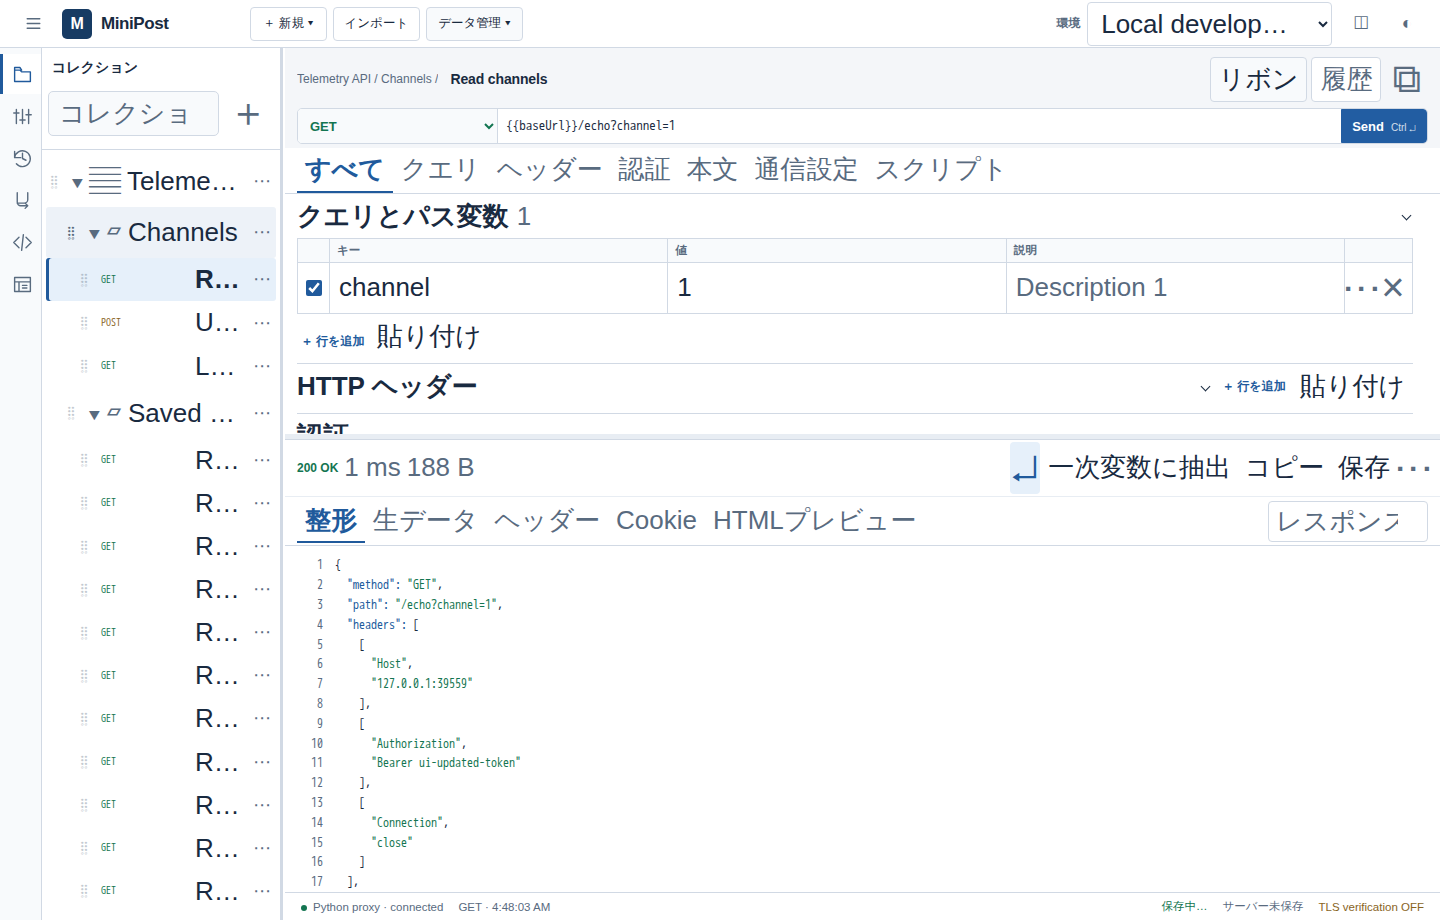 M MiniPost ＋ 新規 ▾ インポート データ管理 ▾ 環境 Local develop…
コレクション
コレクショ ＋
Teleme… ⋯
Channels ⋯
GET R… ⋯
POST U… ⋯
GET L… ⋯
Saved … ⋯
GET R… ⋯
GET R… ⋯
GET R… ⋯
GET R… ⋯
GET R… ⋯
GET R… ⋯
GET R… ⋯
GET R… ⋯
GET R… ⋯
GET R… ⋯
GET R… ⋯
Telemetry API / Channels / Read channels リボン 履歴
GET {{baseUrl}}/echo?channel=1 Send Ctrl ↵
すべて クエリ ヘッダー 認証 本文 通信設定 スクリプト
クエリとパス変数 1
キー 値 説明
channel 1 Description 1 ⋯ ✕
＋ 行を追加 貼り付け
HTTP ヘッダー ＋ 行を追加 貼り付け
認証
200 OK 1 ms 188 B 一次変数に抽出 コピー 保存 ⋯
整形 生データ ヘッダー Cookie HTMLプレビュー レスポンス
1 {
2 "method": "GET",
3 "path": "/echo?channel=1",
4 "headers": [
5 [
6 "Host",
7 "127.0.0.1:39559"
8 ],
9 [
10 "Authorization",
11 "Bearer ui-updated-token"
12 ],
13 [
14 "Connection",
15 "close"
16 ]
17 ],
Python proxy · connected GET · 4:48:03 AM 保存中… サーバー未保存 TLS verification OFF